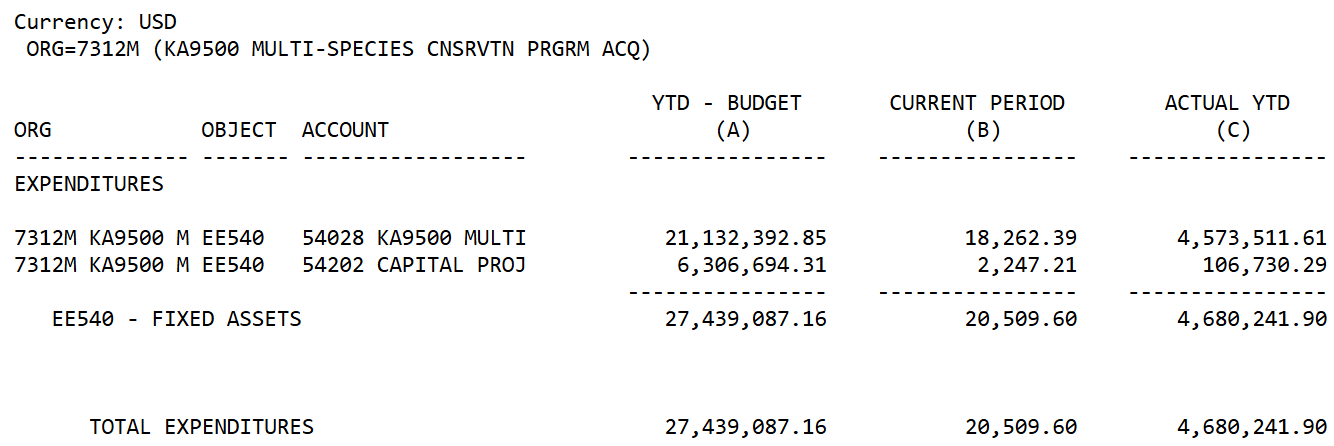 Currency: USD
ORG=7312M (KA9500 MULTI-SPECIES CNSRVTN PRGRM ACQ)
YTD - BUDGET CURRENT PERIOD ACTUAL YTD
ORG OBJECT ACCOUNT (A) (B) (C)
-------------- ------- ------------------ ---------------- ---------------- ----------------
EXPENDITURES
7312M KA9500 M EE540 54028 KA9500 MULTI 21,132,392.85 18,262.39 4,573,511.61
7312M KA9500 M EE540 54202 CAPITAL PROJ 6,306,694.31 2,247.21 106,730.29
---------------- ---------------- ----------------
EE540 - FIXED ASSETS 27,439,087.16 20,509.60 4,680,241.90
TOTAL EXPENDITURES 27,439,087.16 20,509.60 4,680,241.90